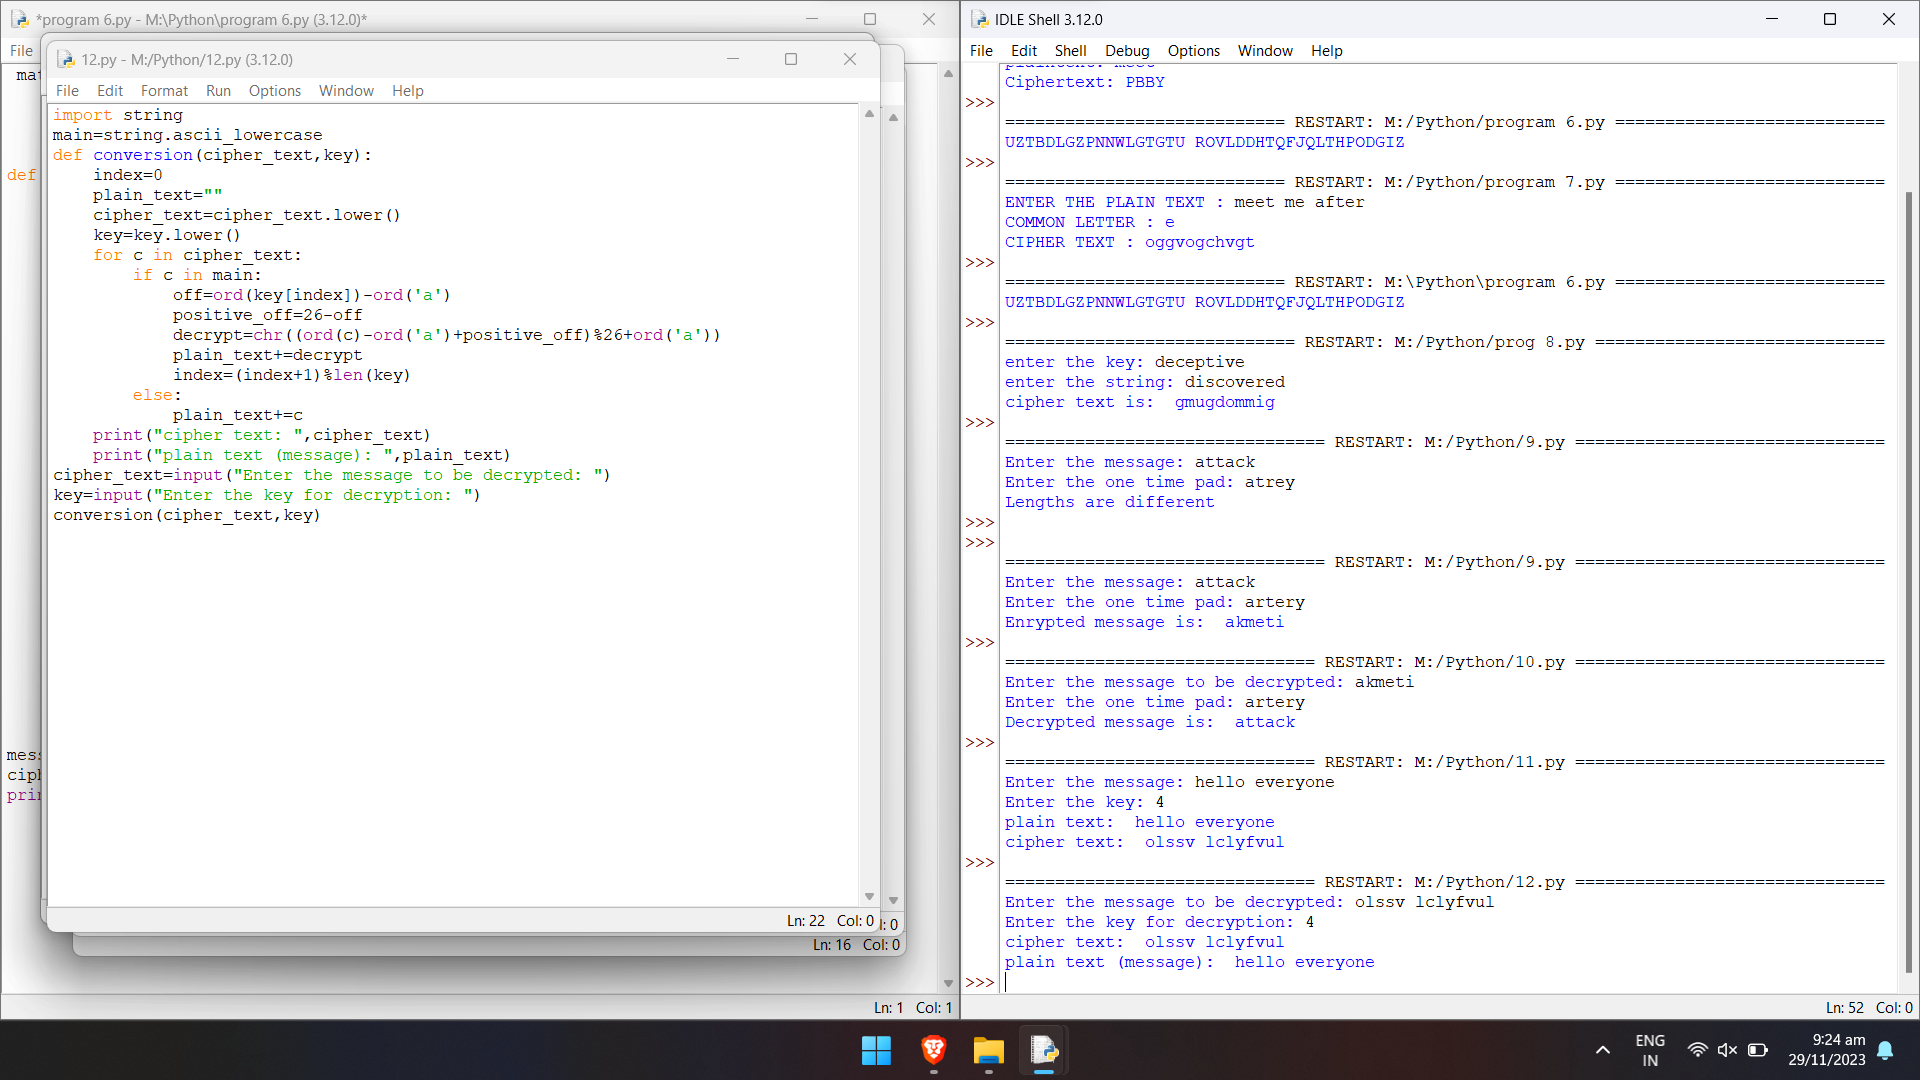 *program 6.py - M:\Python\program 6.py (3.12.0)*
File
mat
def
mess
ciph
prin
Ln: 1 Col: 1
Ln: 16 Col: 0
12.py - M:/Python/12.py (3.12.0)
File Edit Format Run Options Window Help
import string
main=string.ascii_lowercase
def conversion(cipher_text,key):
    index=0
    plain_text=""
    cipher_text=cipher_text.lower()
    key=key.lower()
    for c in cipher_text:
        if c in main:
            off=ord(key[index])-ord('a')
            positive_off=26-off
            decrypt=chr((ord(c)-ord('a')+positive_off)%26+ord('a'))
            plain_text+=decrypt
            index=(index+1)%len(key)
        else:
            plain_text+=c
    print("cipher text: ",cipher_text)
    print("plain text (message): ",plain_text)
cipher_text=input("Enter the message to be decrypted: ")
key=input("Enter the key for decryption: ")
conversion(cipher_text,key)
Ln: 22 Col: 0
IDLE Shell 3.12.0
File Edit Shell Debug Options Window Help
Ciphertext: PBBY
>>>
============================ RESTART: M:/Python/program 6.py ===========================
UZTBDLGZPNNWLGTGTU ROVLDDHTQFJQLTHPODGIZ
>>>
============================ RESTART: M:/Python/program 7.py ===========================
ENTER THE PLAIN TEXT : meet me after
COMMON LETTER : e
CIPHER TEXT : oggvogchvgt
>>>
============================ RESTART: M:\Python\program 6.py ===========================
UZTBDLGZPNNWLGTGTU ROVLDDHTQFJQLTHPODGIZ
>>>
============================= RESTART: M:/Python/prog 8.py =============================
enter the key: deceptive
enter the string: discovered
cipher text is:  gmugdommig
>>>
================================ RESTART: M:/Python/9.py ===============================
Enter the message: attack
Enter the one time pad: atrey
Lengths are different
>>>
>>>
================================ RESTART: M:/Python/9.py ===============================
Enter the message: attack
Enter the one time pad: artery
Enrypted message is:  akmeti
>>>
=============================== RESTART: M:/Python/10.py ===============================
Enter the message to be decrypted: akmeti
Enter the one time pad: artery
Decrypted message is:  attack
>>>
=============================== RESTART: M:/Python/11.py ===============================
Enter the message: hello everyone
Enter the key: 4
plain text:  hello everyone
cipher text:  olssv lclyfvul
>>>
=============================== RESTART: M:/Python/12.py ===============================
Enter the message to be decrypted: olssv lclyfvul
Enter the key for decryption: 4
cipher text:  olssv lclyfvul
plain text (message):  hello everyone
>>>
Ln: 52 Col: 0
ENG
IN
9:24 am
29/11/2023